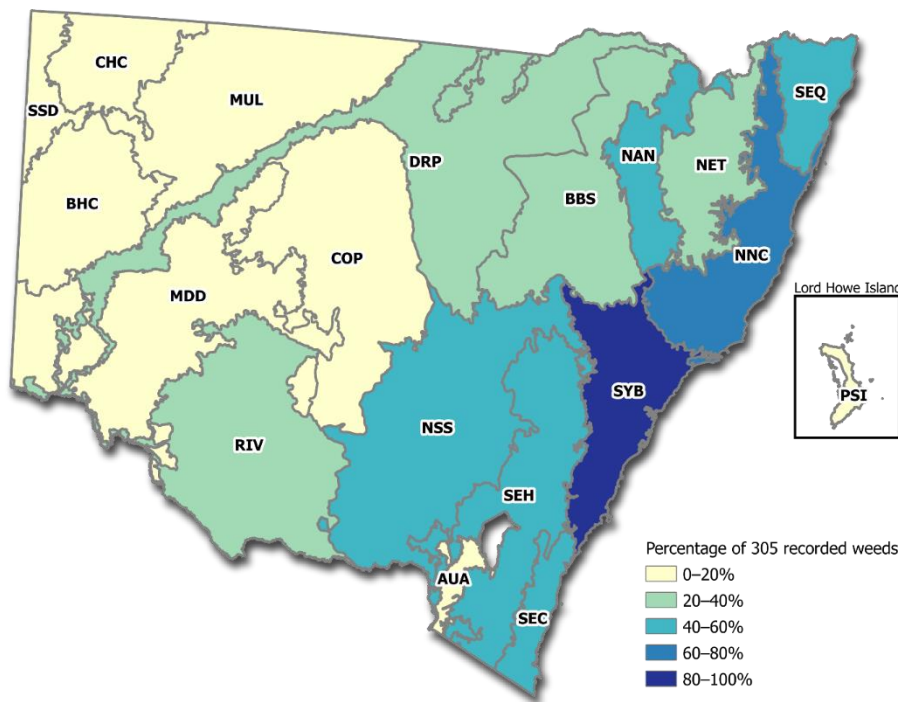 CHC
SEQ
MUL
SSD
NAN
DRP
NET
BHC
BBS
NNC
COP
Lord Howe Island
MDD
SYB
PSI
NSS
RIV
SEH
Percentage of 305 recorded weeds
0–20%
AUA
20–40%
SEC
40–60%
60–80%
80–100%